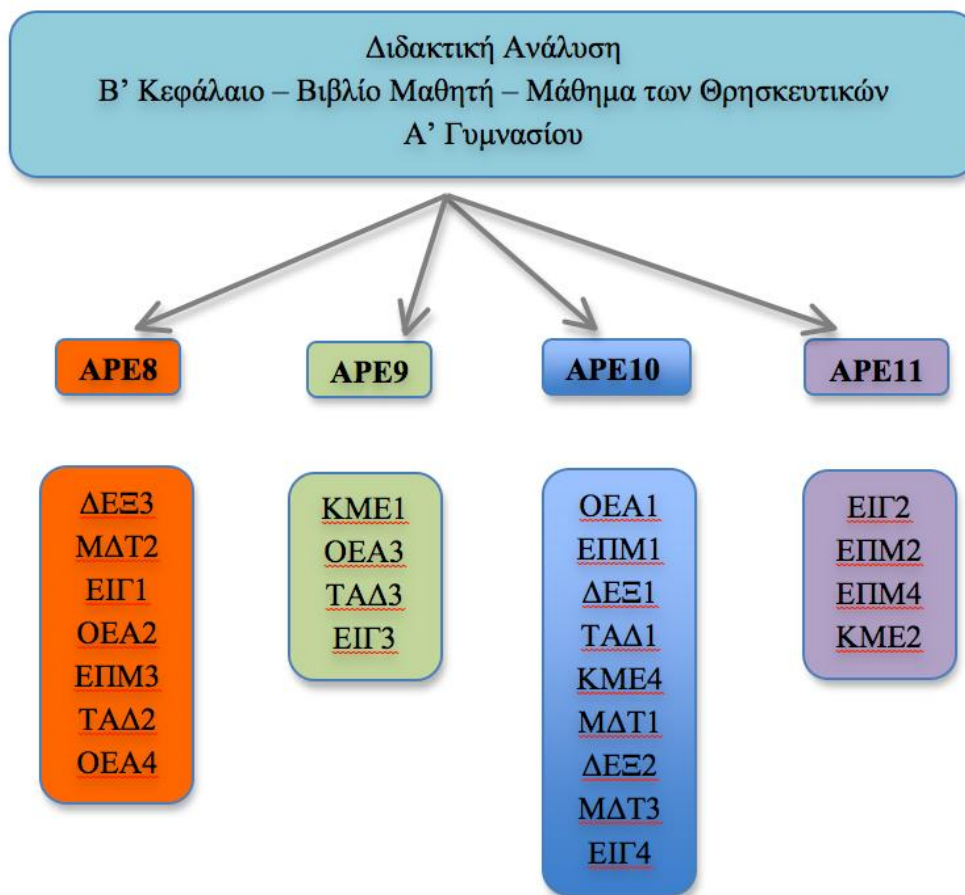 Διδακτική Ανάλυση
Β’ Κεφάλαιο – Βιβλίο Μαθητή – Μάθημα των Θρησκευτικών
Α’ Γυμνασίου
ΑΡΕ8
ΑΡΕ9
ΑΡΕ10
ΑΡΕ11
ΔΕΞ3
ΜΔΤ2
ΕΙΓ1
ΟΕΑ2
ΕΠΜ3
ΤΑΔ2
ΟΕΑ4
ΚΜΕ1
ΟΕΑ3
ΤΑΔ3
ΕΙΓ3
ΟΕΑ1
ΕΠΜ1
ΔΕΞ1
ΤΑΔ1
ΚΜΕ4
ΜΔΤ1
ΔΕΞ2
ΜΔΤ3
ΕΙΓ4
ΕΙΓ2
ΕΠΜ2
ΕΠΜ4
ΚΜΕ2